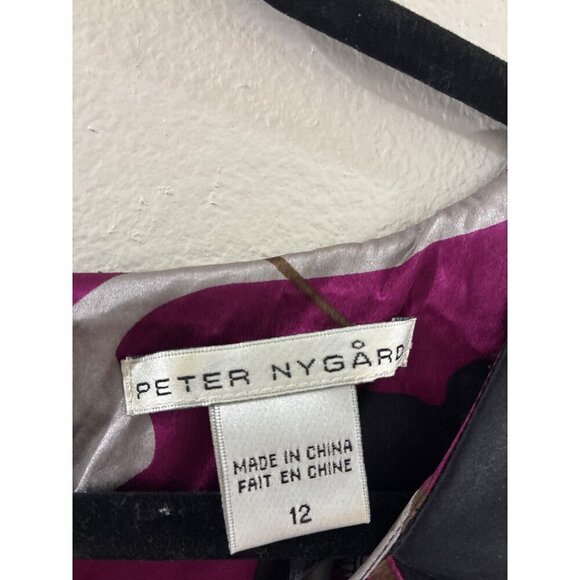 PETER NYGÅRD
MADE IN CHINA
FAIT EN CHINE
12